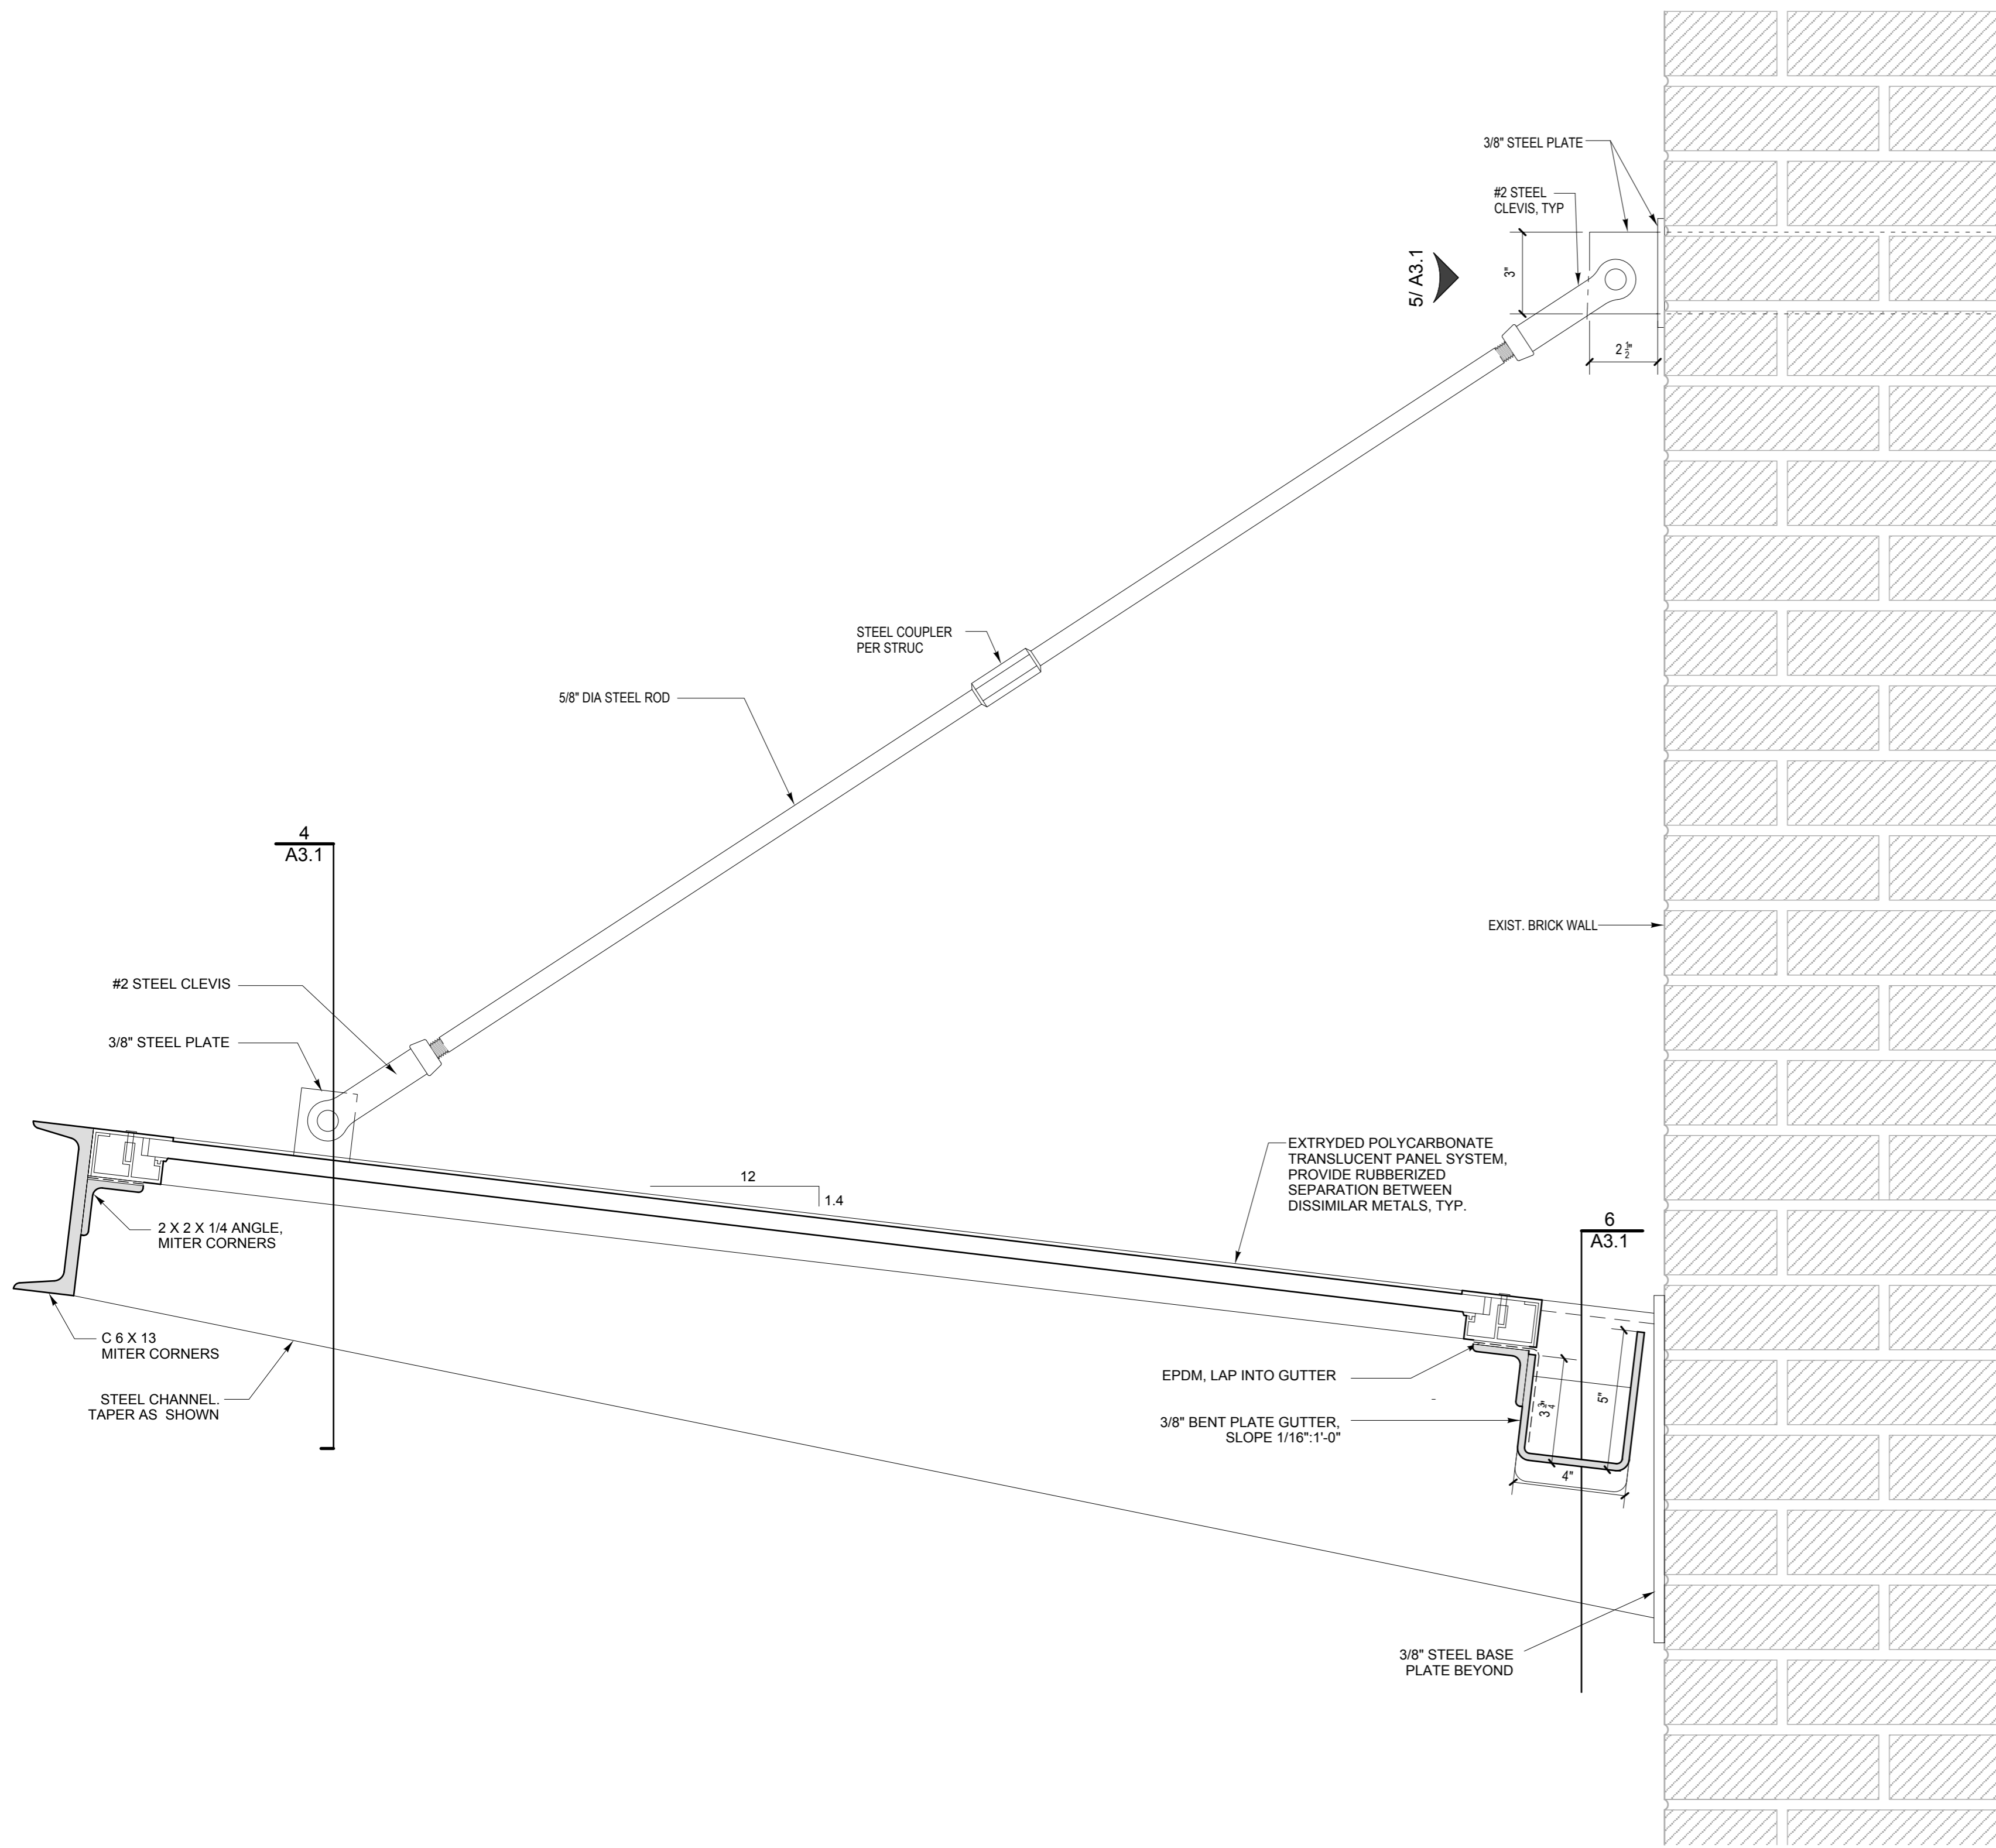 3/8" STEEL PLATE
#2 STEEL
CLEVIS, TYP
5/ A3.1
3"
2 1/2"
STEEL COUPLER
PER STRUC
5/8" DIA STEEL ROD
4
A3.1
EXIST. BRICK WALL
#2 STEEL CLEVIS
3/8" STEEL PLATE
12
1.4
EXTRYDED POLYCARBONATE
TRANSLUCENT PANEL SYSTEM,
PROVIDE RUBBERIZED
SEPARATION BETWEEN
DISSIMILAR METALS, TYP.
2 X 2 X 1/4 ANGLE,
MITER CORNERS
6
A3.1
C 6 X 13
MITER CORNERS
STEEL CHANNEL.
TAPER AS SHOWN
EPDM, LAP INTO GUTTER
3/8" BENT PLATE GUTTER,
SLOPE 1/16":1'-0"
3 3/4"
5"
4"
3/8" STEEL BASE
PLATE BEYOND